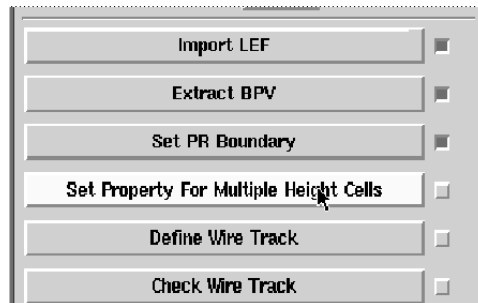 Import LEF
Extract BPV
Set PR Boundary
Set Property For Multiple Height Cells
Define Wire Track
Check Wire Track